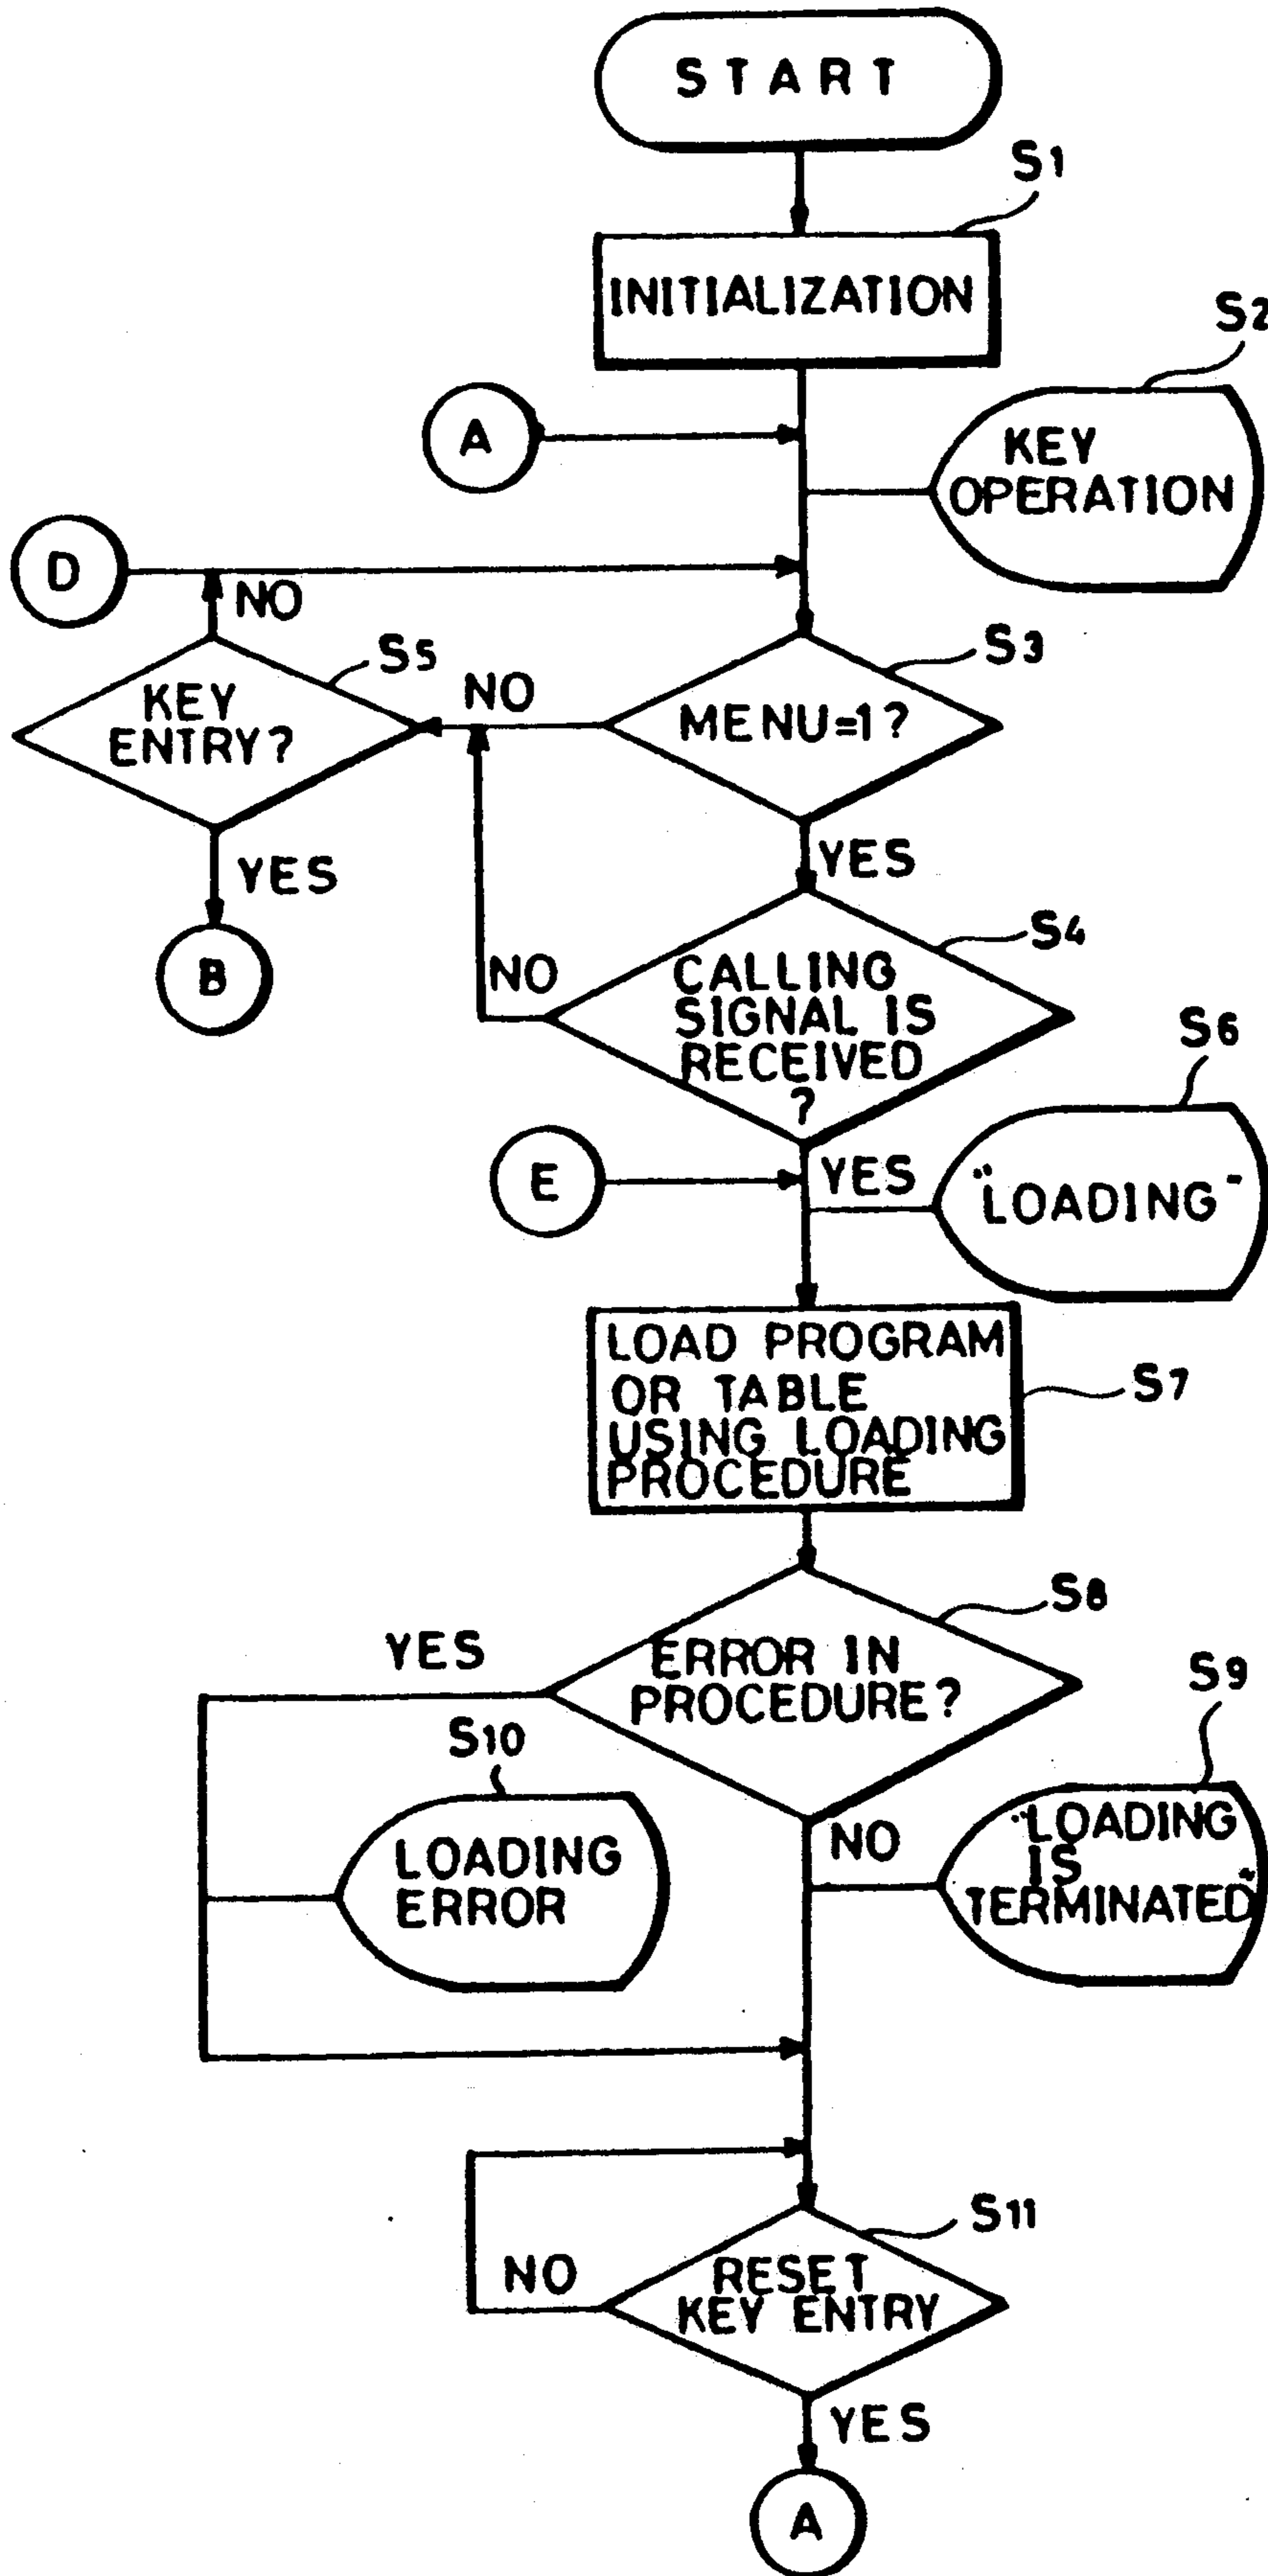 START
S1
INITIALIZATION
S2
A
KEY
OPERATION
D
NO
S5
S3
KEY
ENTRY?
NO
MENU=1?
YES
YES
S4
B
NO
CALLING
SIGNAL IS
RECEIVED
?
S6
E
YES
"LOADING"
LOAD PROGRAM
OR TABLE
USING LOADING
PROCEDURE
S7
S8
YES
ERROR IN
PROCEDURE?
S9
S10
NO
"LOADING
IS
TERMINATED"
LOADING
ERROR
S11
NO
RESET
KEY ENTRY
YES
A